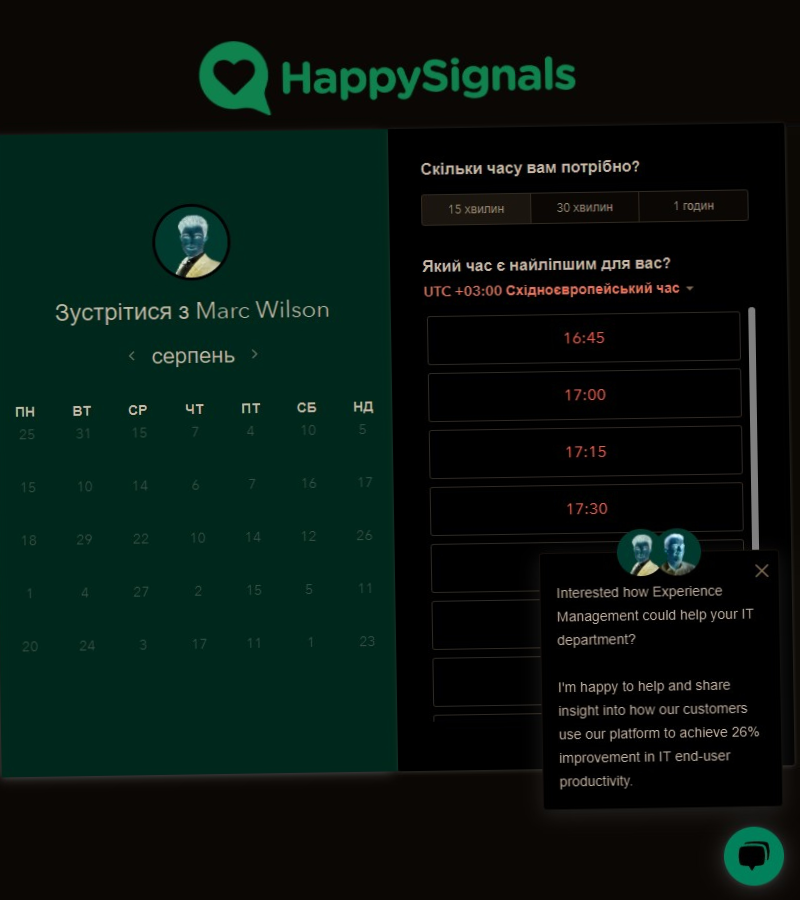 HappySignals
Зустрітися з Marc Wilson
серпень
ПН ВТ СР ЧТ ПТ СБ НД
25 31 15 7 4 10 5
15 10 14 6 7 16 17
18 29 22 10 14 12 26
1 4 27 2 15 5 11
20 24 3 17 11 1 23
Скільки часу вам потрібно?
15 хвилин 30 хвилин 1 годин
Який час є найліпшим для вас?
UTC +03:00 Східноєвропейський час
16:45
17:00
17:15
17:30
Interested how Experience
Management could help your IT
department?
I'm happy to help and share
insight into how our customers
use our platform to achieve 26%
improvement in IT end-user
productivity.